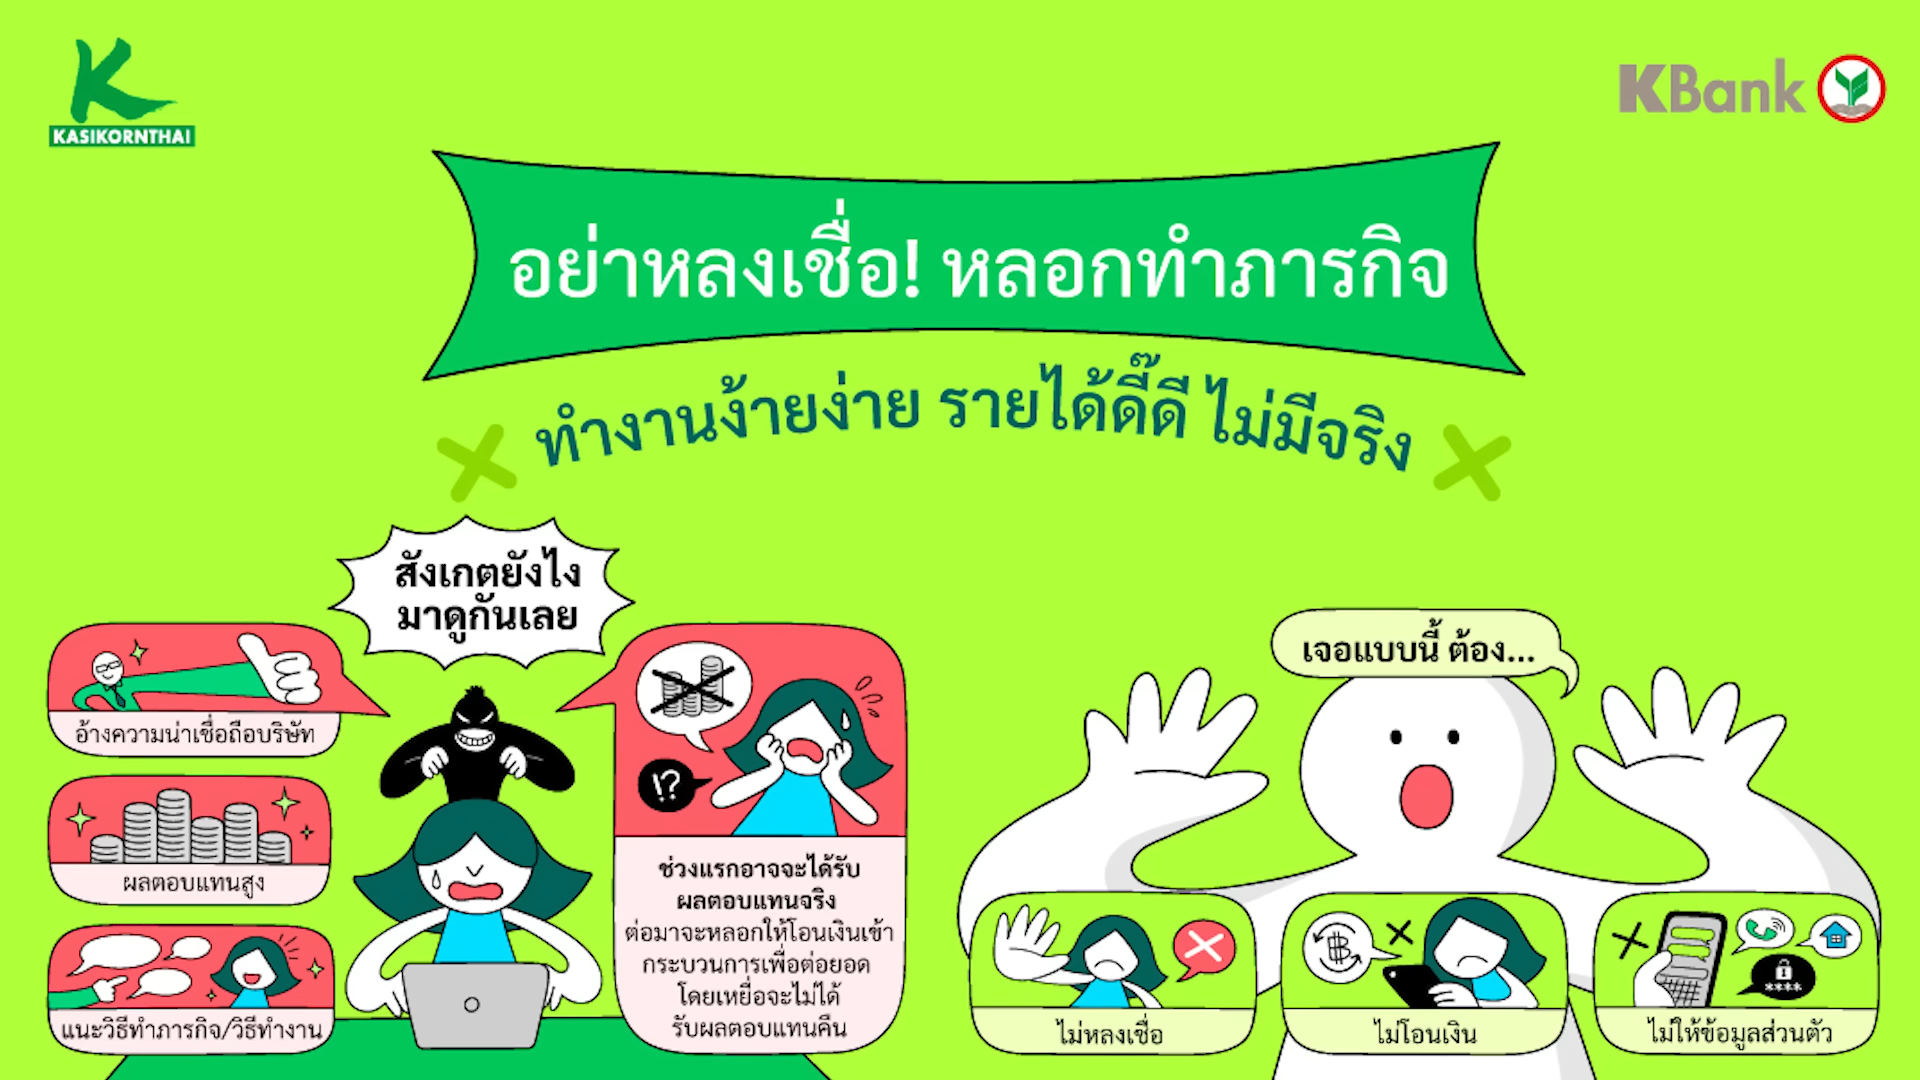 KASIKORNTHAI
KBank
อย่าหลงเชื่อ! หลอกทำภารกิจ
ทำงานง้ายง่าย รายได้ดี๊ดี ไม่มีจริง
สังเกตยังไง
มาดูกันเลย
อ้างความน่าเชื่อถือบริษัท
ผลตอบแทนสูง
แนะวิธีทำภารกิจ/วิธีทำงาน
!?
ช่วงแรกอาจจะได้รับ
ผลตอบแทนจริง
ต่อมาจะหลอกให้โอนเงินเข้า
กระบวนการเพื่อต่อยอด
โดยเหยื่อจะไม่ได้
รับผลตอบแทนคืน
เจอแบบนี้ ต้อง...
ไม่หลงเชื่อ
฿
ไม่โอนเงิน
****
ไม่ให้ข้อมูลส่วนตัว